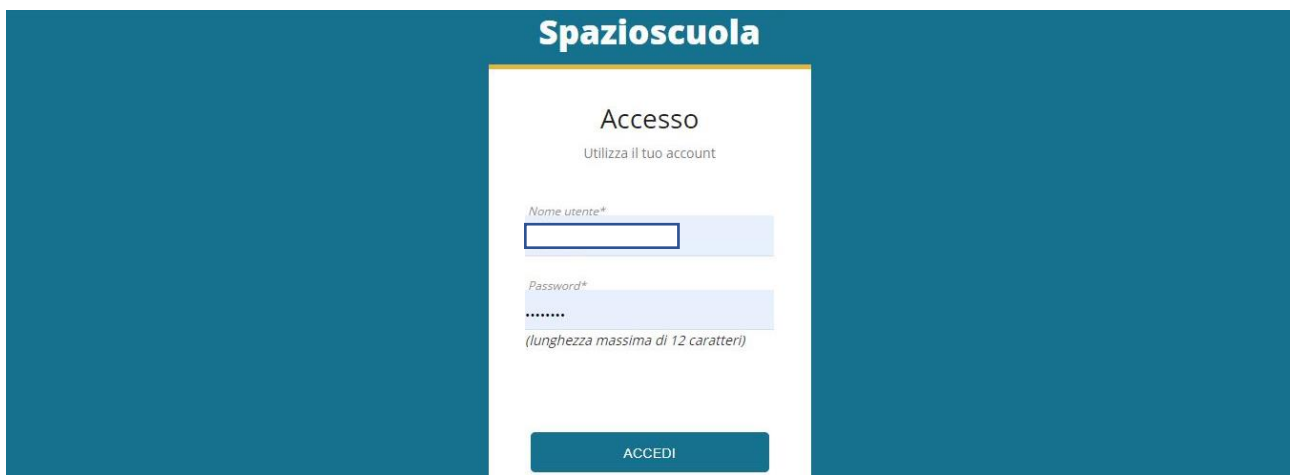 Spazioscuola
Accesso
Utilizza il tuo account
Nome utente*
Password*
••••••••
(lunghezza massima di 12 caratteri)
ACCEDI